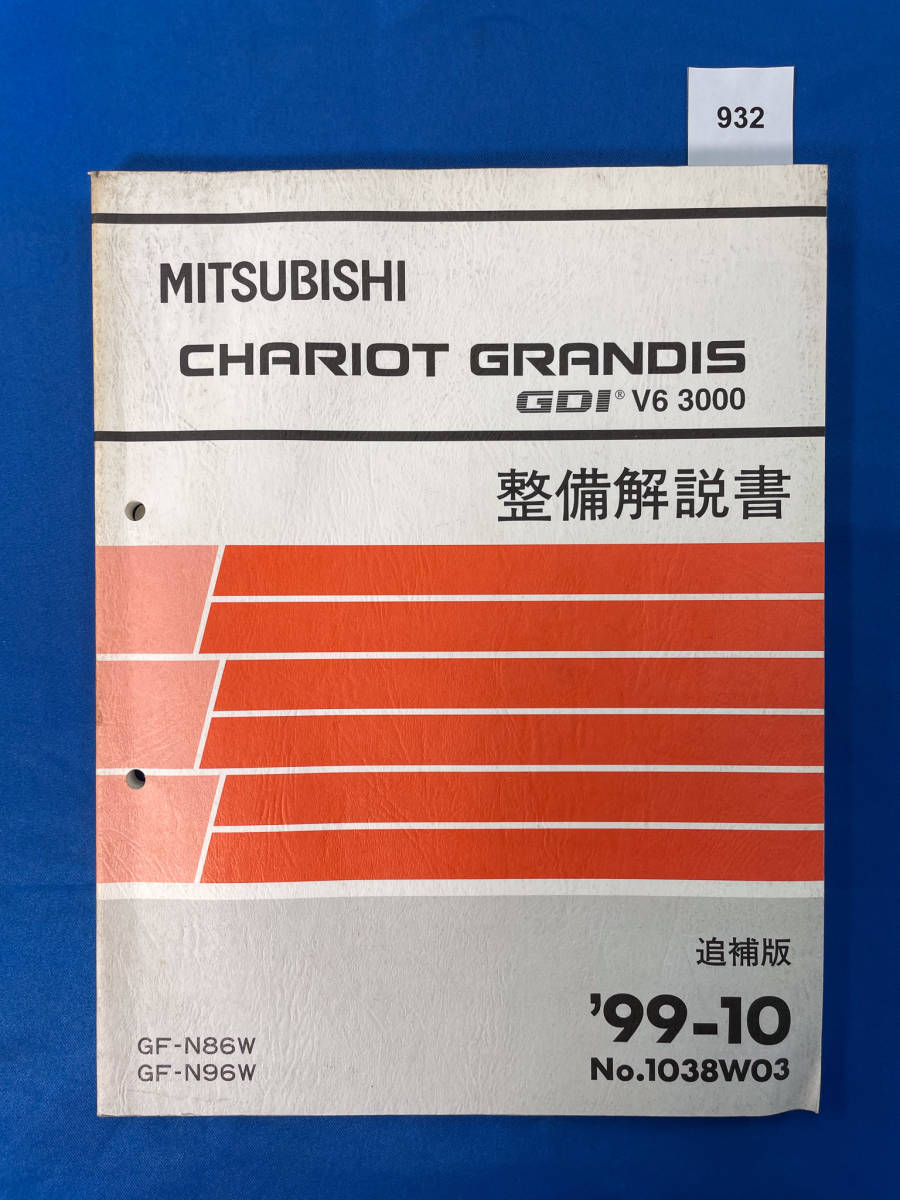 932
MITSUBISHI
CHARIOT GRANDIS
GDI® V6 3000
整備解説書
追補版
'99-10
No.1038W03
GF-N86W
GF-N96W